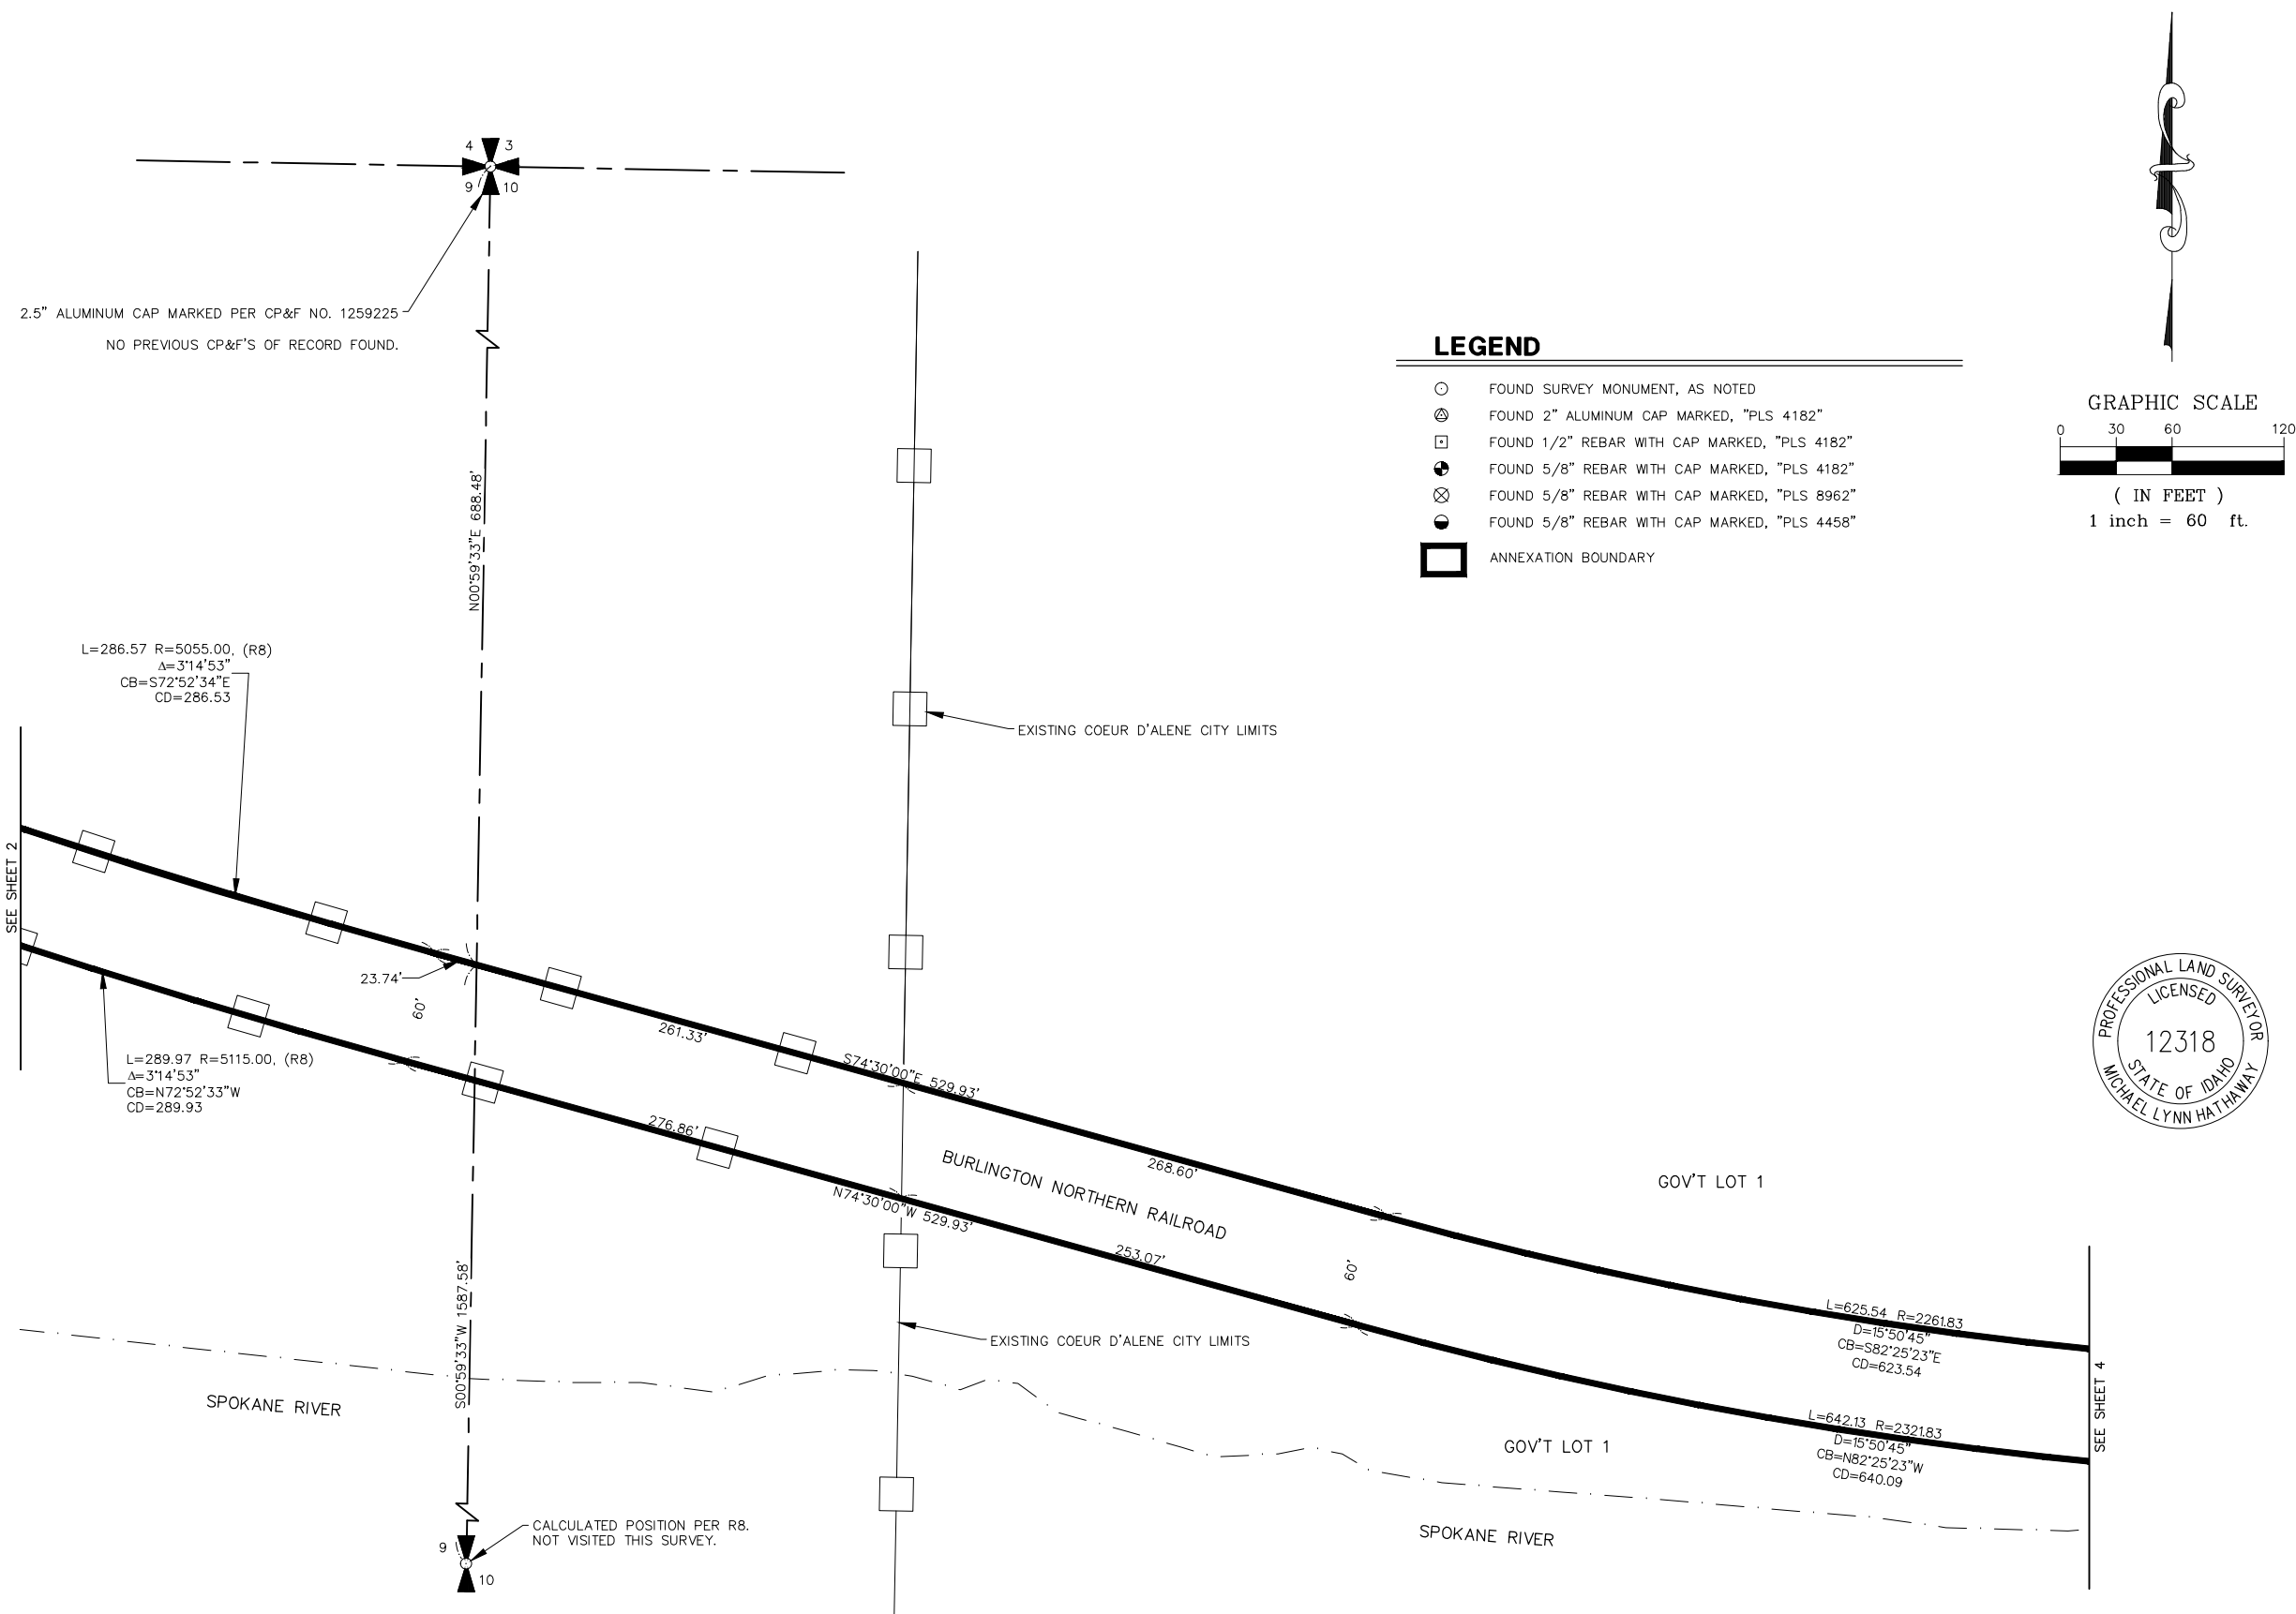 4 3
9 10
2.5" ALUMINUM CAP MARKED PER CP&F NO. 1259225
NO PREVIOUS CP&F'S OF RECORD FOUND.
N00°59'33"E 688.48'
LEGEND
FOUND SURVEY MONUMENT, AS NOTED
FOUND 2" ALUMINUM CAP MARKED, "PLS 4182"
FOUND 1/2" REBAR WITH CAP MARKED, "PLS 4182"
FOUND 5/8" REBAR WITH CAP MARKED, "PLS 4182"
FOUND 5/8" REBAR WITH CAP MARKED, "PLS 8962"
FOUND 5/8" REBAR WITH CAP MARKED, "PLS 4458"
ANNEXATION BOUNDARY
GRAPHIC SCALE
0 30 60 120
( IN FEET )
1 inch = 60 ft.
L=286.57 R=5055.00, (R8)
Δ=3°14'53"
CB=S72°52'34"E
CD=286.53
EXISTING COEUR D'ALENE CITY LIMITS
SEE SHEET 2
23.74'
60'
261.33'
S74°30'00"E 529.93'
L=289.97 R=5115.00, (R8)
Δ=3°14'53"
CB=N72°52'33"W
CD=289.93
276.86'
N74°30'00"W 529.93'
BURLINGTON NORTHERN RAILROAD
268.60'
253.07'
60'
GOV'T LOT 1
PROFESSIONAL LAND SURVEYOR
LICENSED
12318
STATE OF IDAHO
MICHAEL LYNN HATHAWAY
L=625.54 R=2261.83
D=15°50'45"
CB=S82°25'23"E
CD=623.54
L=642.13 R=2321.83
D=15°50'45"
CB=N82°25'23"W
CD=640.09
SEE SHEET 4
S00°59'33"W 1587.58'
EXISTING COEUR D'ALENE CITY LIMITS
SPOKANE RIVER
GOV'T LOT 1
SPOKANE RIVER
CALCULATED POSITION PER R8.
NOT VISITED THIS SURVEY.
9
10